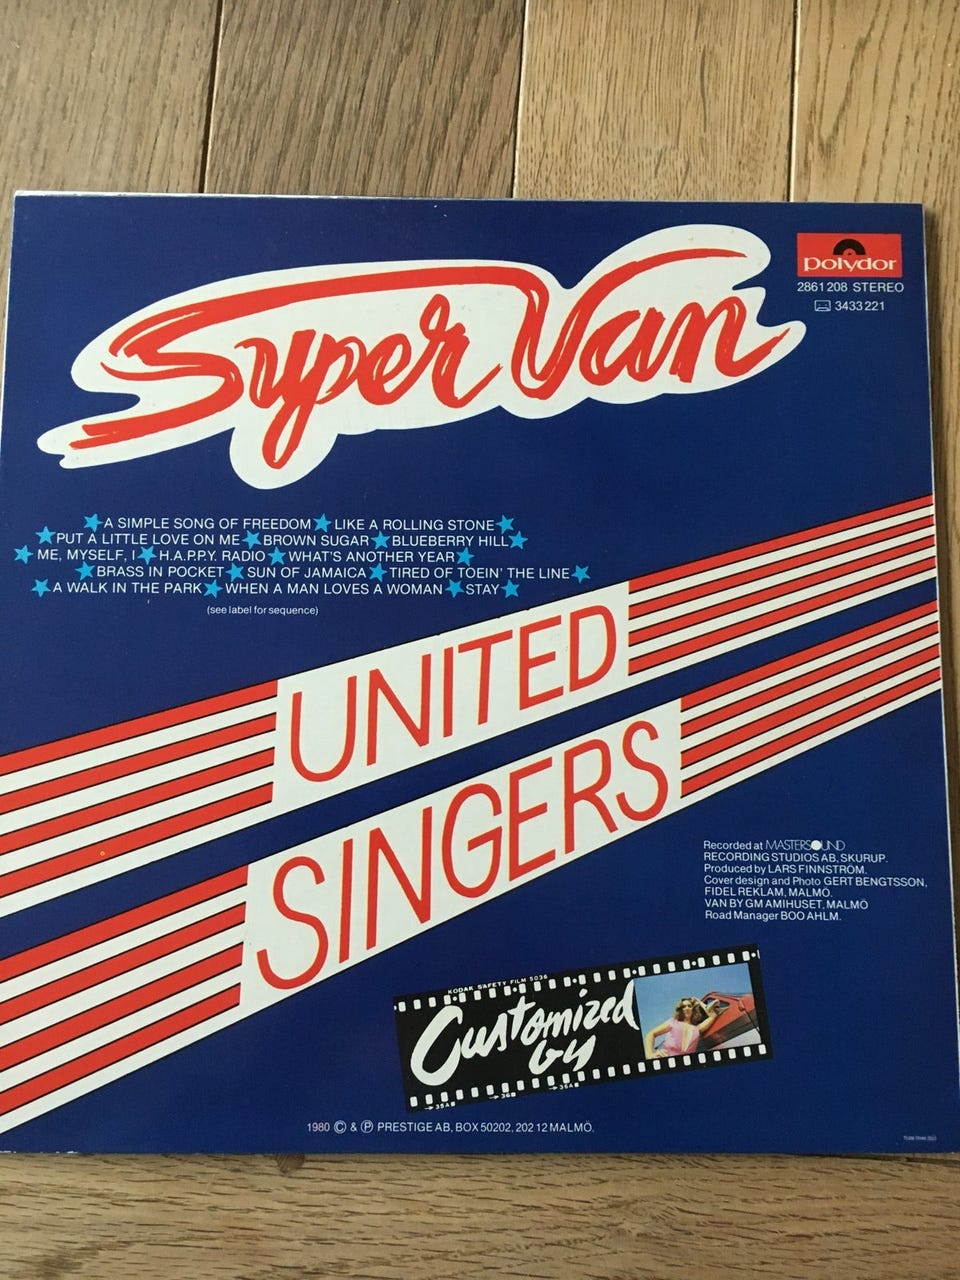 Super Van
polydor
2861 208 STEREO
3433 221
A SIMPLE SONG OF FREEDOM LIKE A ROLLING STONE
PUT A LITTLE LOVE ON ME BROWN SUGAR BLUEBERRY HILL
ME, MYSELF, I H.A.P.P.Y. RADIO WHAT'S ANOTHER YEAR
BRASS IN POCKET SUN OF JAMAICA TIRED OF TOEIN' THE LINE
A WALK IN THE PARK WHEN A MAN LOVES A WOMAN STAY
(see label for sequence)
UNITED
SINGERS
Recorded at MASTERSOUND
RECORDING STUDIOS AB, SKURUP.
Produced by LARS FINNSTRÖM.
Cover design and Photo GERT BENGTSSON,
FIDEL REKLAM, MALMÖ.
VAN BY GM AMIHUSET, MALMÖ
Road Manager BOO AHLM.
KODAK SAFETY FILM 5036
Customized
by
35A 36 36A
1980 © & ℗ PRESTIGE AB, BOX 50202, 202 12 MALMÖ.